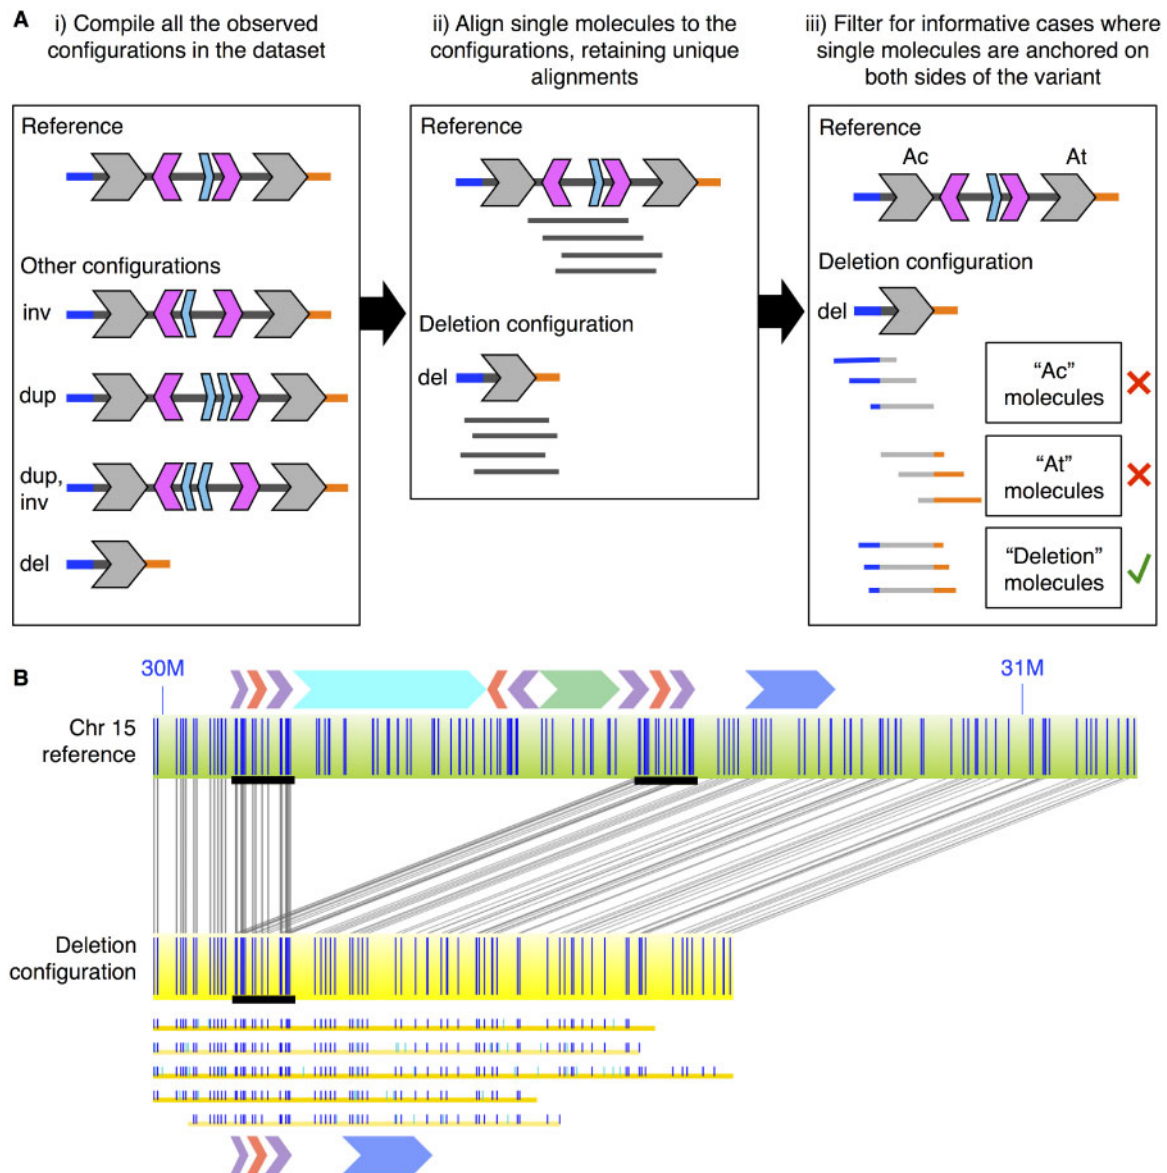 A
i) Compile all the observed
configurations in the dataset
ii) Align single molecules to the
configurations, retaining unique
alignments
iii) Filter for informative cases where
single molecules are anchored on
both sides of the variant
Reference
Other configurations
inv
dup
dup,
inv
del
Reference
Deletion configuration
del
Reference
Ac
At
Deletion configuration
del
“Ac”
molecules
“At”
molecules
“Deletion”
molecules
B
30M
31M
Chr 15
reference
Deletion
configuration